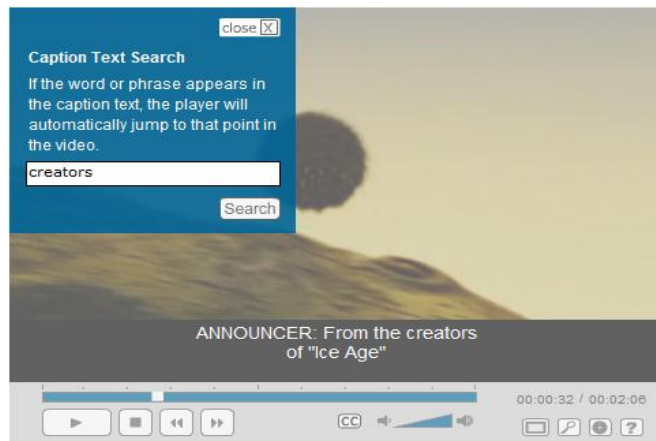 close X
Caption Text Search
If the word or phrase appears in
the caption text, the player will
automatically jump to that point in
the video.
creators
Search
ANNOUNCER: From the creators
of "Ice Age"
00:00:32 / 00:02:06
CC
?